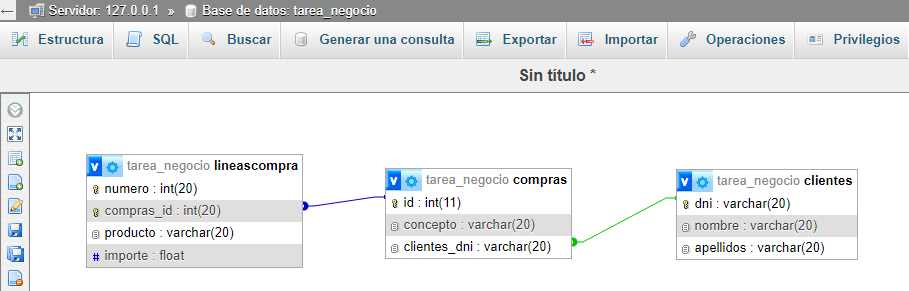 ← Servidor: 127.0.0.1 » Base de datos: tarea_negocio
Estructura SQL Buscar Generar una consulta Exportar Importar Operaciones Privilegios
Sin título *
v tarea_negocio lineascompra
numero : int(20)
compras_id : int(20)
producto : varchar(20)
# importe : float
v tarea_negocio compras
id : int(11)
concepto : varchar(20)
clientes_dni : varchar(20)
v tarea_negocio clientes
dni : varchar(20)
nombre : varchar(20)
apellidos : varchar(20)